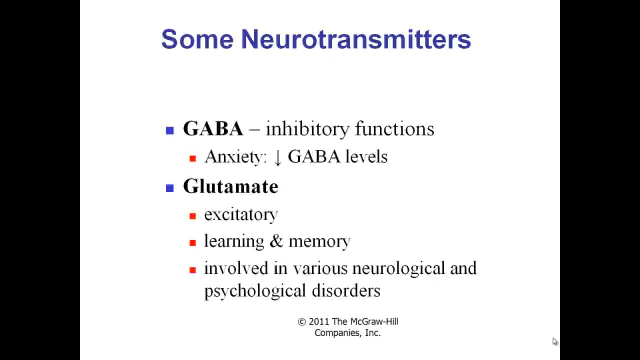 Some Neurotransmitters
GABA – inhibitory functions
Anxiety: ↓ GABA levels
Glutamate
excitatory
learning & memory
involved in various neurological and
psychological disorders
© 2011 The McGraw-Hill
Companies, Inc.